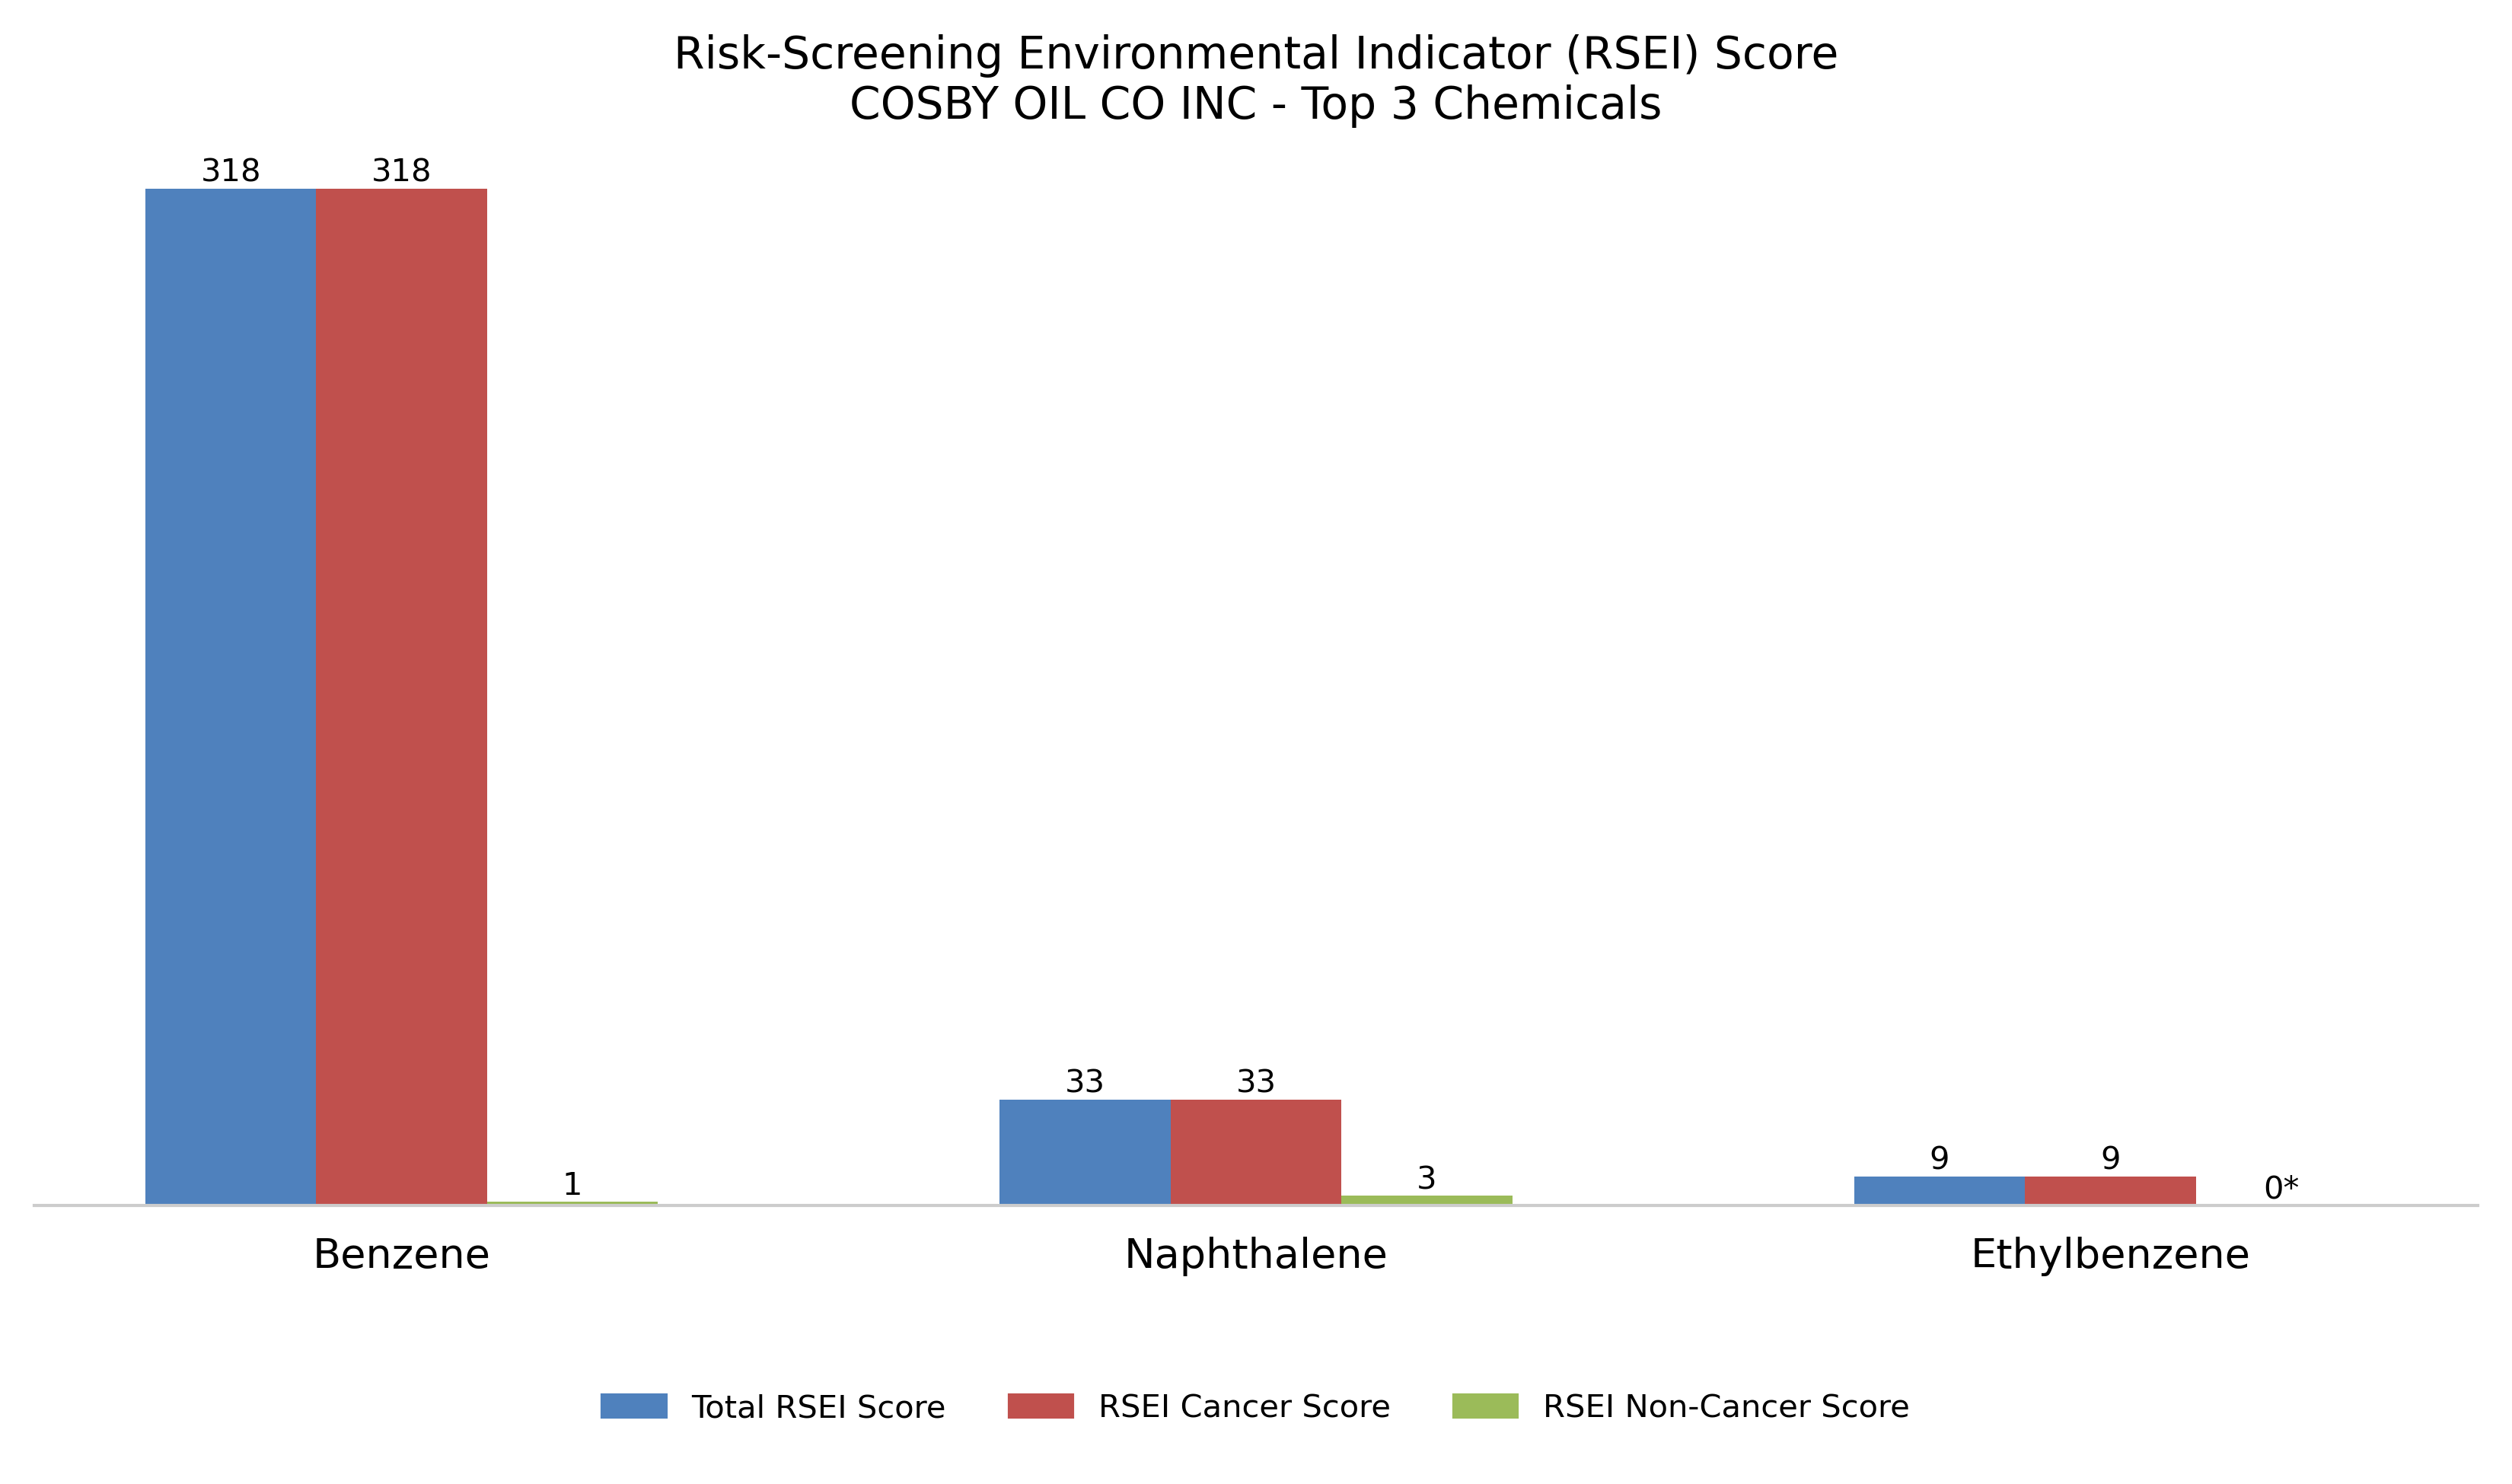 Risk-Screening Environmental Indicator (RSEI) Score
COSBY OIL CO INC - Top 3 Chemicals
318 318 1
33 33 3
9 9 0*
Benzene Naphthalene Ethylbenzene
Total RSEI Score RSEI Cancer Score RSEI Non-Cancer Score